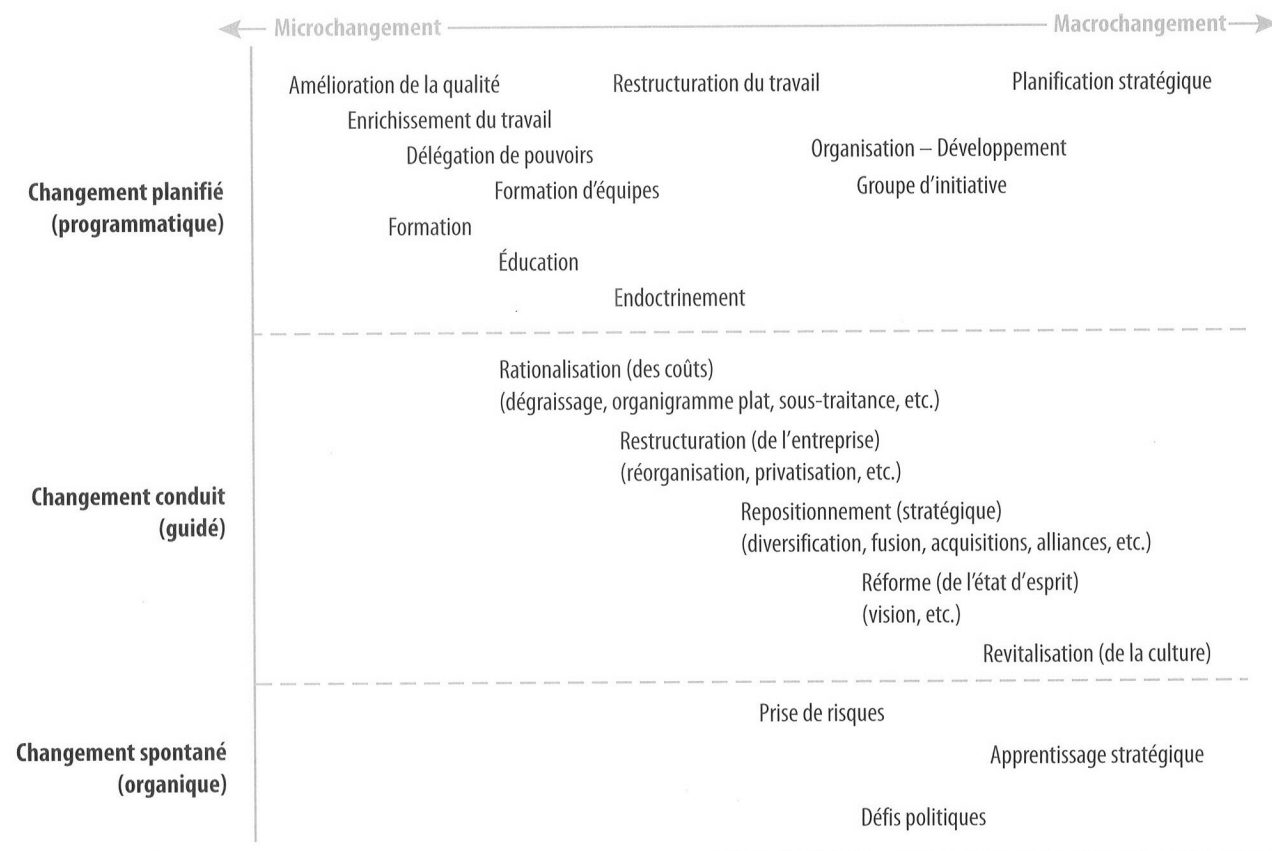 Microchangement Macrochangement
Amélioration de la qualité Restructuration du travail Planification stratégique
Enrichissement du travail
Délégation de pouvoirs Organisation – Développement
Changement planifié
(programmatique)
Formation d'équipes Groupe d'initiative
Formation
Éducation
Endoctrinement
Rationalisation (des coûts)
(dégraissage, organigramme plat, sous-traitance, etc.)
Restructuration (de l'entreprise)
(réorganisation, privatisation, etc.)
Changement conduit
(guidé)
Repositionnement (stratégique)
(diversification, fusion, acquisitions, alliances, etc.)
Réforme (de l'état d'esprit)
(vision, etc.)
Revitalisation (de la culture)
Prise de risques
Changement spontané
(organique)
Apprentissage stratégique
Défis politiques